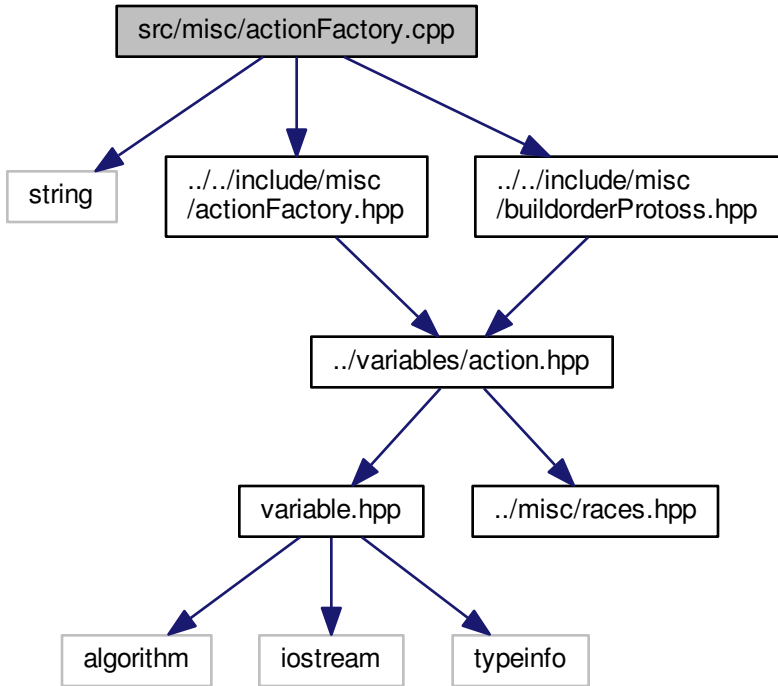 src/misc/actionFactory.cpp
string
../../include/misc
/actionFactory.hpp
../../include/misc
/buildorderProtoss.hpp
../variables/action.hpp
variable.hpp
../misc/races.hpp
algorithm
iostream
typeinfo